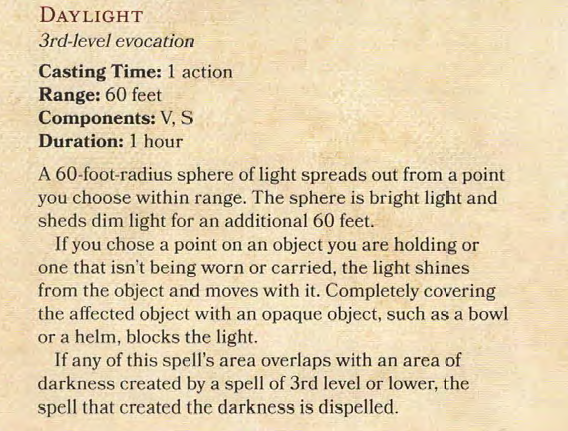 DAYLIGHT
3rd-level evocation
Casting Time: 1 action
Range: 60 feet
Components: V, S
Duration: 1 hour
A 60-foot-radius sphere of light spreads out from a point
you choose within range. The sphere is bright light and
sheds dim light for an additional 60 feet.
If you chose a point on an object you are holding or
one that isn't being worn or carried, the light shines
from the object and moves with it. Completely covering
the affected object with an opaque object, such as a bowl
or a helm, blocks the light.
If any of this spell's area overlaps with an area of
darkness created by a spell of 3rd level or lower, the
spell that created the darkness is dispelled.